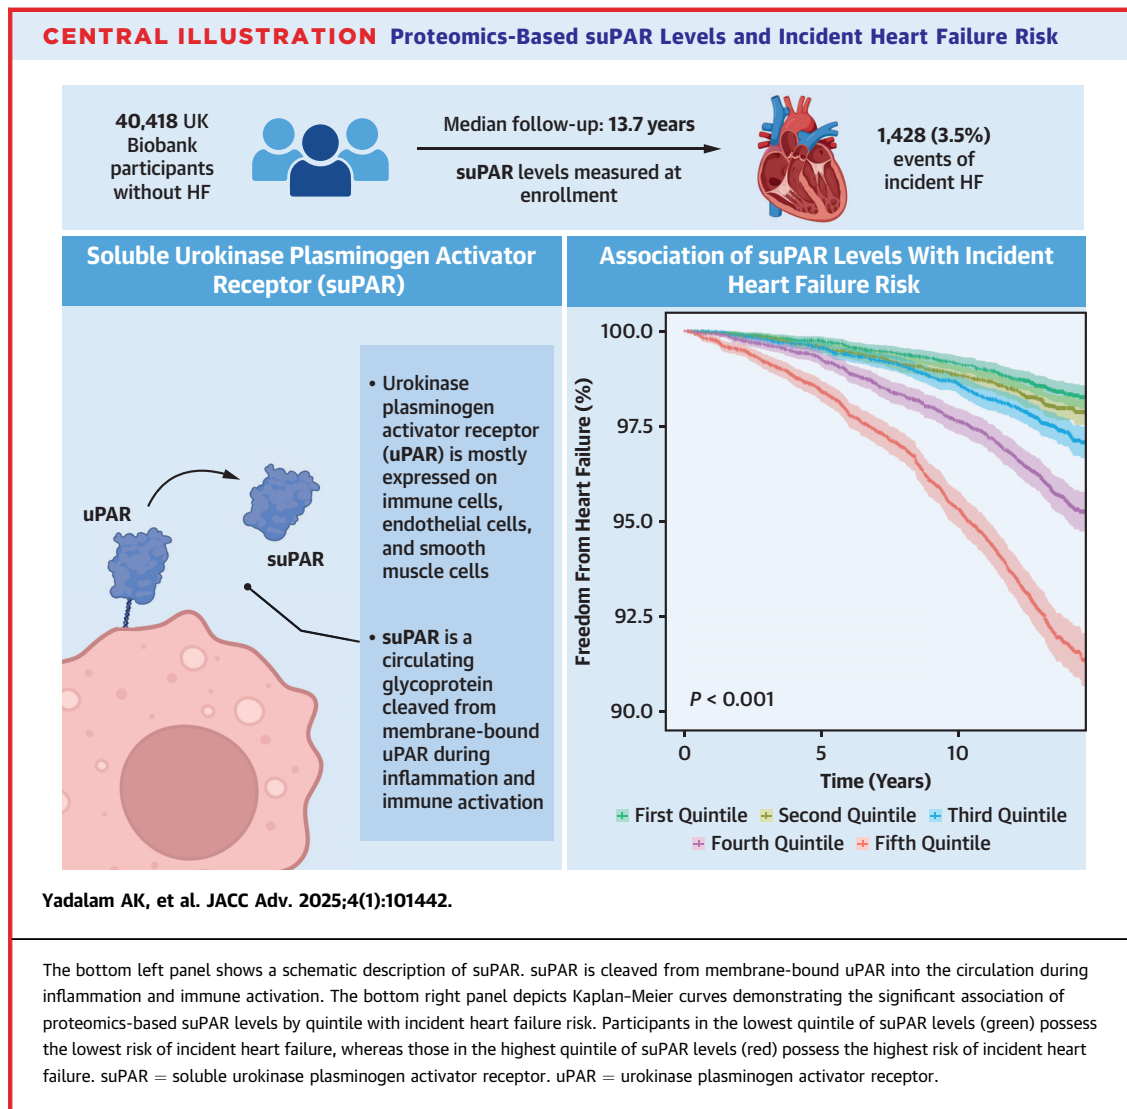 CENTRAL ILLUSTRATION Proteomics-Based suPAR Levels and Incident Heart Failure Risk
40,418 UK
Biobank
participants
without HF
Median follow-up: 13.7 years
suPAR levels measured at
enrollment
1,428 (3.5%)
events of
incident HF
Soluble Urokinase Plasminogen Activator
Receptor (suPAR)
uPAR
suPAR
• Urokinase
plasminogen
activator receptor
(uPAR) is mostly
expressed on
immune cells,
endothelial cells,
and smooth
muscle cells
• suPAR is a
circulating
glycoprotein
cleaved from
membrane-bound
uPAR during
inflammation and
immune activation
Association of suPAR Levels With Incident
Heart Failure Risk
Freedom From Heart Failure (%)
100.0
97.5
95.0
92.5
90.0
P < 0.001
0 5 10
Time (Years)
First Quintile Second Quintile Third Quintile
Fourth Quintile Fifth Quintile
Yadalam AK, et al. JACC Adv. 2025;4(1):101442.
The bottom left panel shows a schematic description of suPAR. suPAR is cleaved from membrane-bound uPAR into the circulation during
inflammation and immune activation. The bottom right panel depicts Kaplan-Meier curves demonstrating the significant association of
proteomics-based suPAR levels by quintile with incident heart failure risk. Participants in the lowest quintile of suPAR levels (green) possess
the lowest risk of incident heart failure, whereas those in the highest quintile of suPAR levels (red) possess the highest risk of incident heart
failure. suPAR = soluble urokinase plasminogen activator receptor. uPAR = urokinase plasminogen activator receptor.